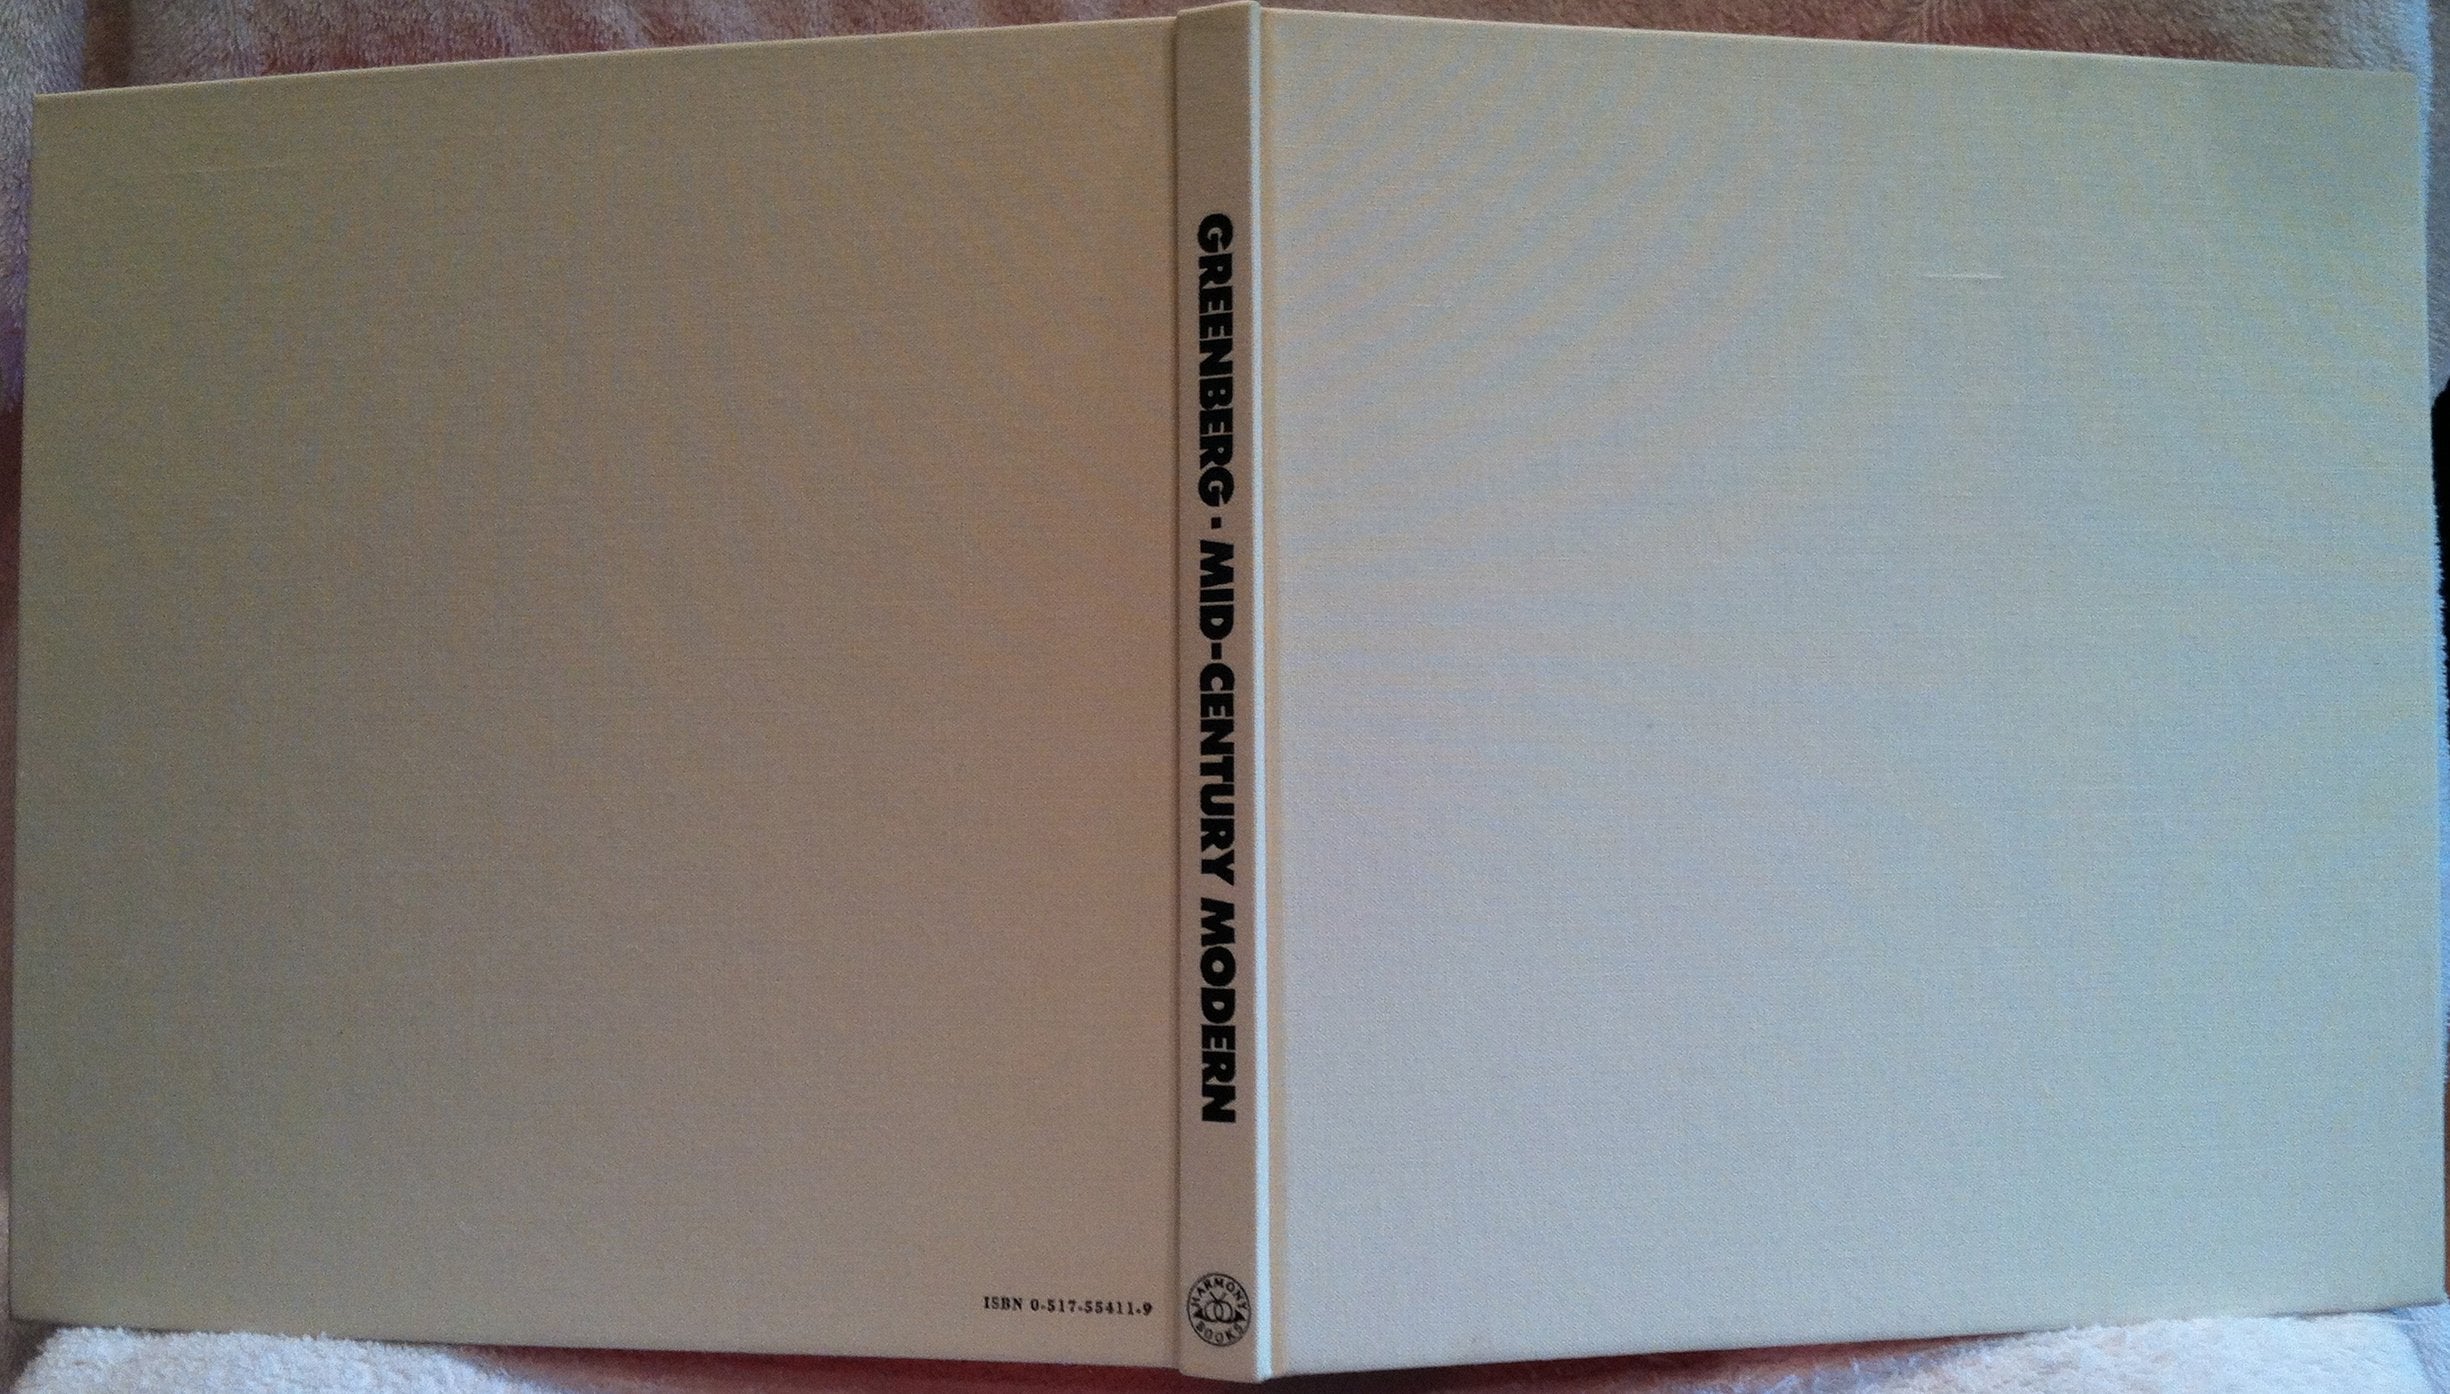 GREENBERG · MID-CENTURY MODERN
ISBN 0-517-55411-9
HARMONY
BOOKS